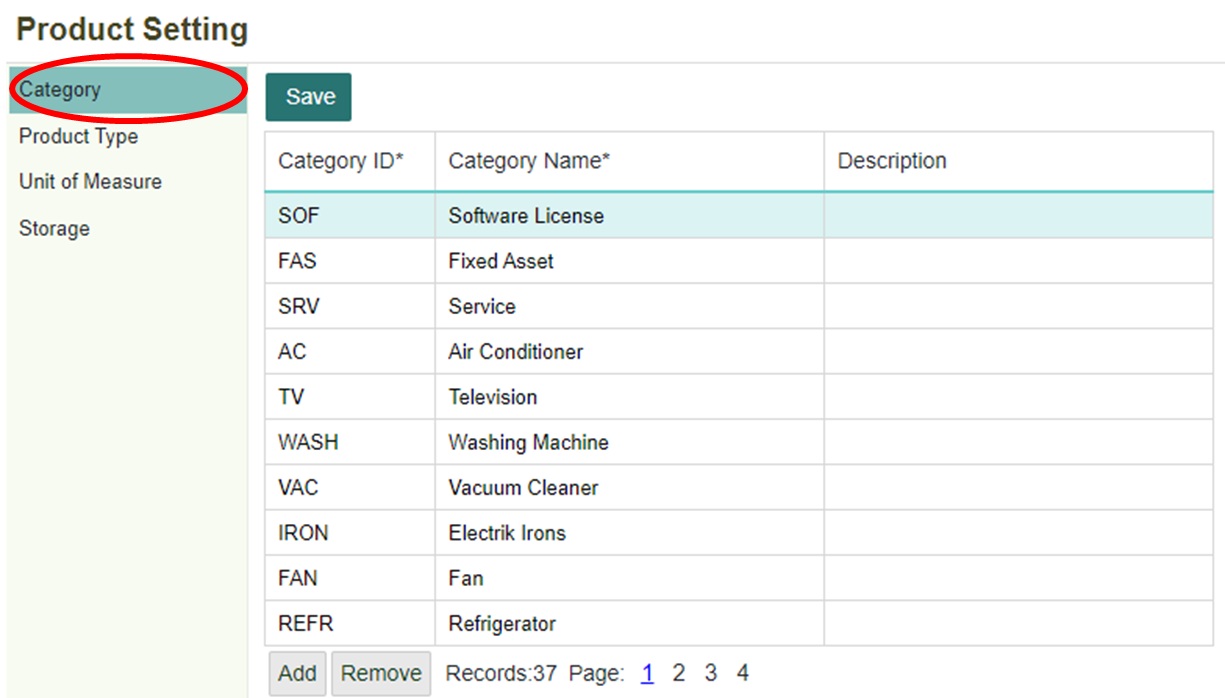 Product Setting
Category
Product Type
Unit of Measure
Storage
Save
Category ID* Category Name* Description
SOF Software License
FAS Fixed Asset
SRV Service
AC Air Conditioner
TV Television
WASH Washing Machine
VAC Vacuum Cleaner
IRON Electrik Irons
FAN Fan
REFR Refrigerator
Add Remove Records:37 Page: 1 2 3 4